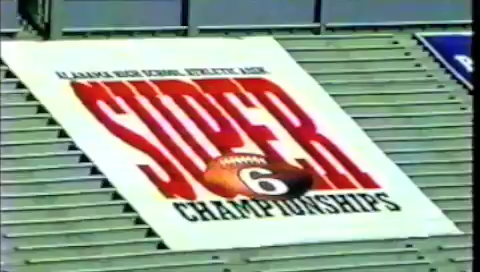 ALABAMA HIGH SCHOOL ATHLETIC ASSN.
SUPER
6
CHAMPIONSHIPS